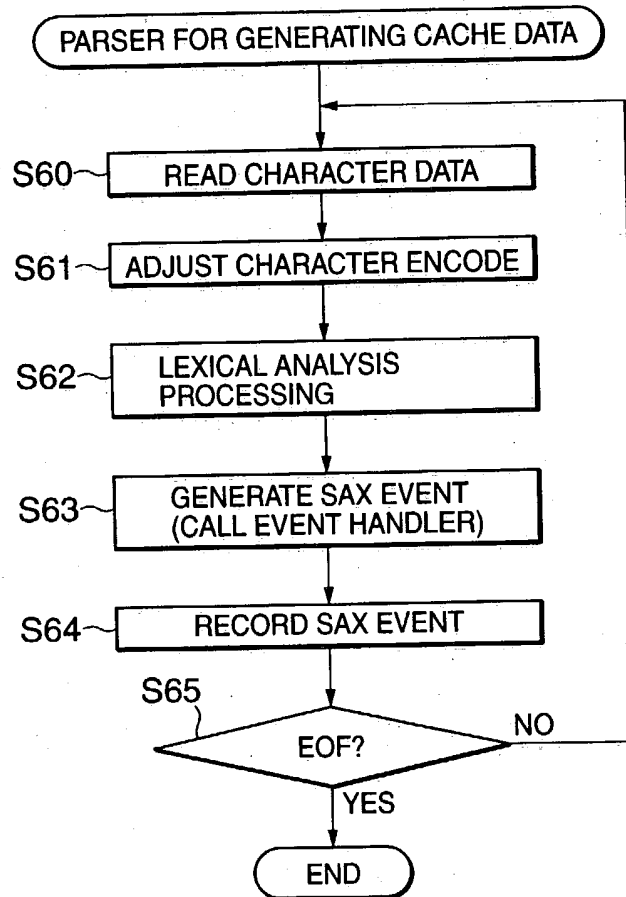 PARSER FOR GENERATING CACHE DATA
S60 READ CHARACTER DATA
S61 ADJUST CHARACTER ENCODE
S62 LEXICAL ANALYSIS
PROCESSING
S63 GENERATE SAX EVENT
(CALL EVENT HANDLER)
S64 RECORD SAX EVENT
S65
EOF?
NO
YES
END